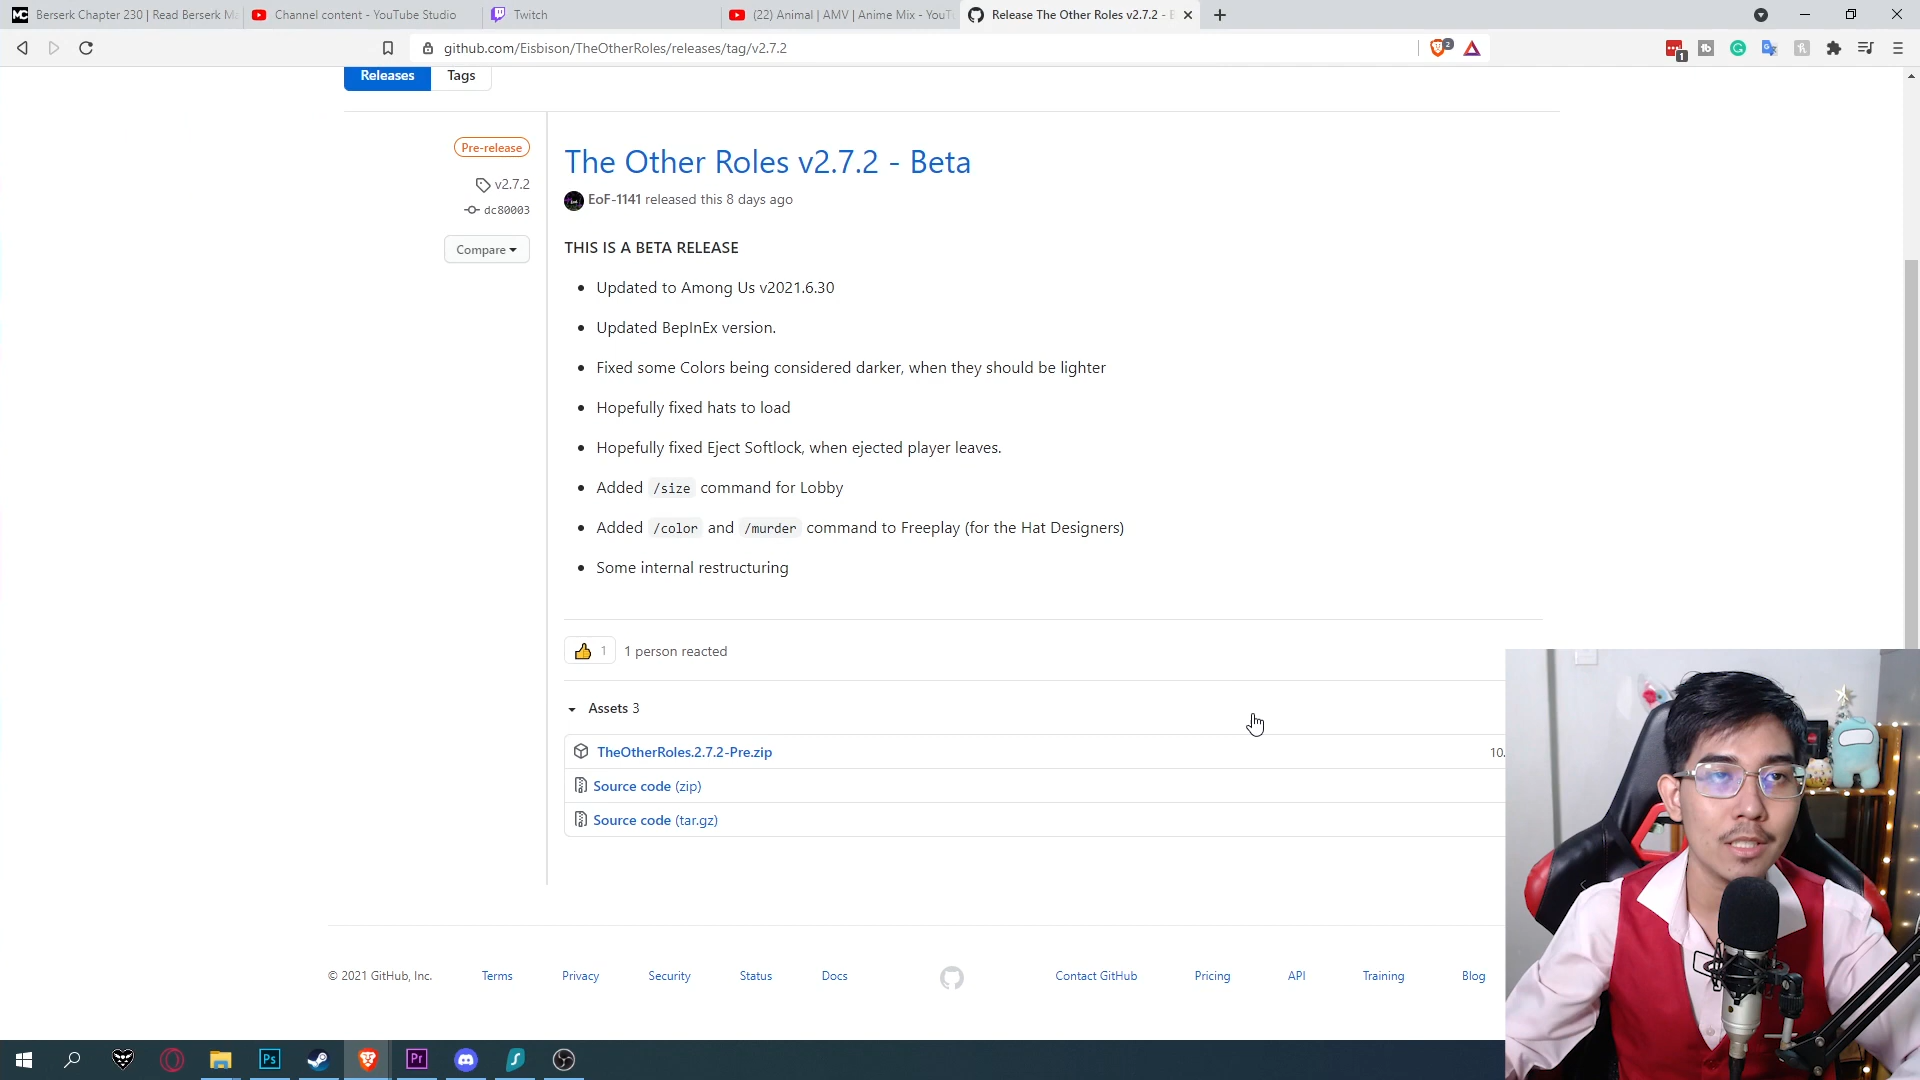 Berserk Chapter 230 | Read Berserk M
Channel content - YouTube Studio
Twitch
(22) Animal | AMV | Anime Mix - YouT
Release The Other Roles v2.7.2 -
github.com/Eisbison/TheOtherRoles/releases/tag/v2.7.2
2
1
Releases
Tags
Pre-release
v2.7.2
dc80003
Compare
The Other Roles v2.7.2 - Beta
EoF-1141 released this 8 days ago
THIS IS A BETA RELEASE
• Updated to Among Us v2021.6.30
• Updated BepInEx version.
• Fixed some Colors being considered darker, when they should be lighter
• Hopefully fixed hats to load
• Hopefully fixed Eject Softlock, when ejected player leaves.
• Added /size command for Lobby
• Added /color and /murder command to Freeplay (for the Hat Designers)
• Some internal restructuring
1
1 person reacted
Assets 3
TheOtherRoles.2.7.2-Pre.zip
10.
Source code (zip)
Source code (tar.gz)
© 2021 GitHub, Inc.
Terms
Privacy
Security
Status
Docs
Contact GitHub
Pricing
API
Training
Blog
Ps
Pr